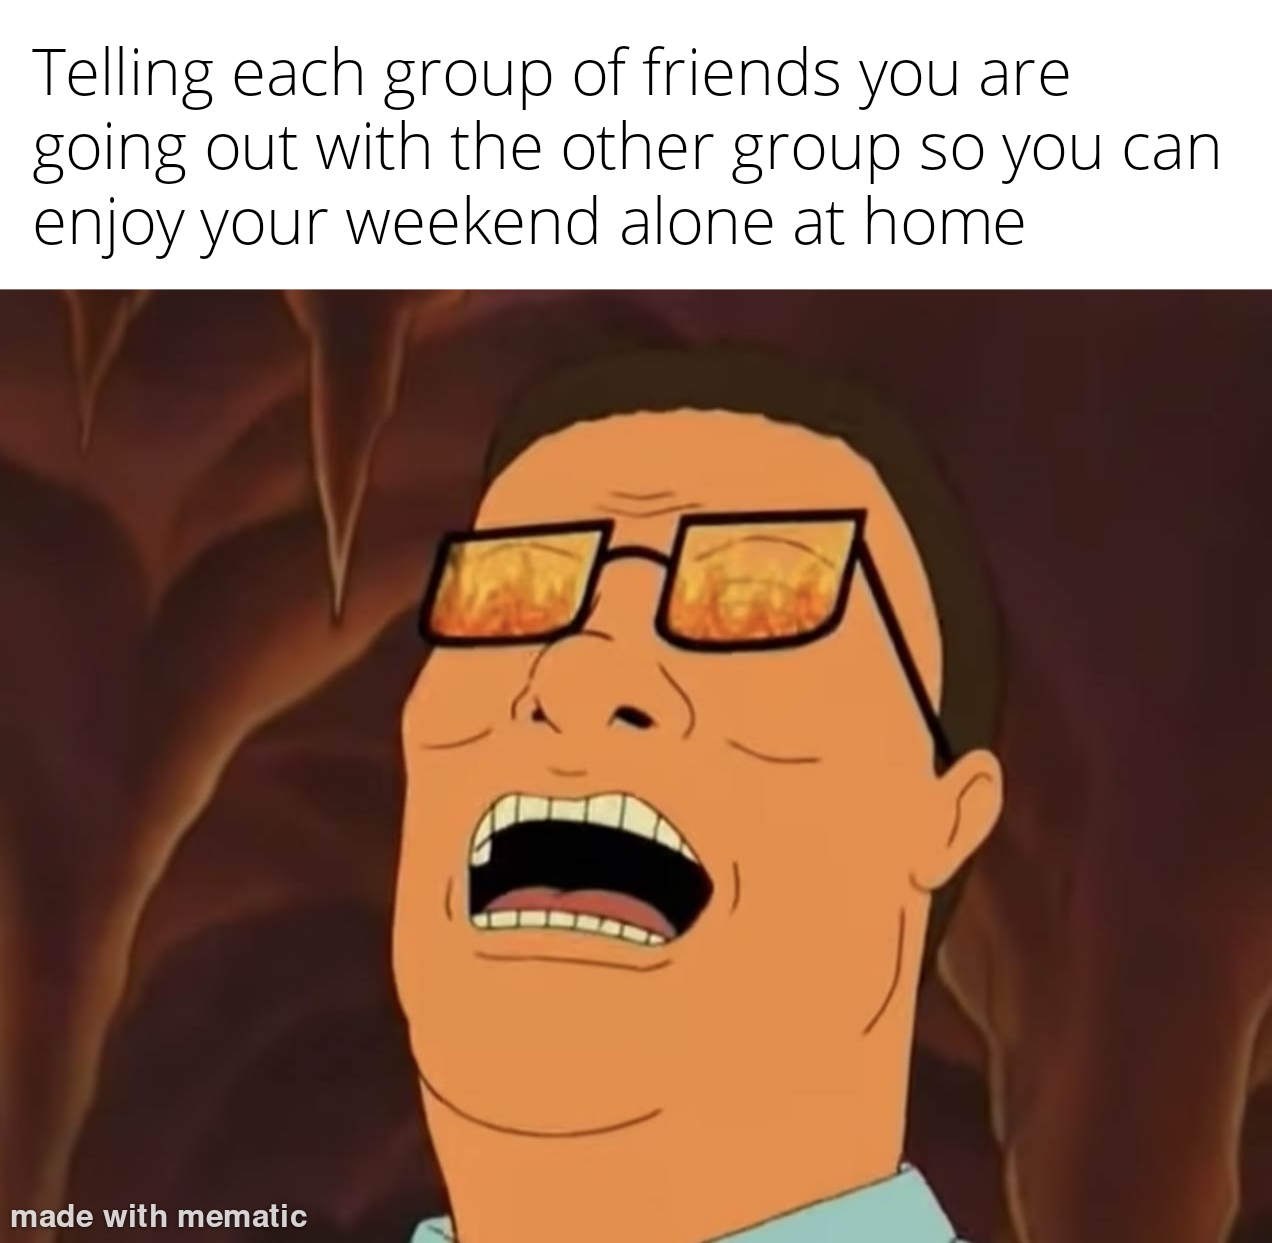 Telling each group of friends you are
going out with the other group so you can
enjoy your weekend alone at home
made with mematic